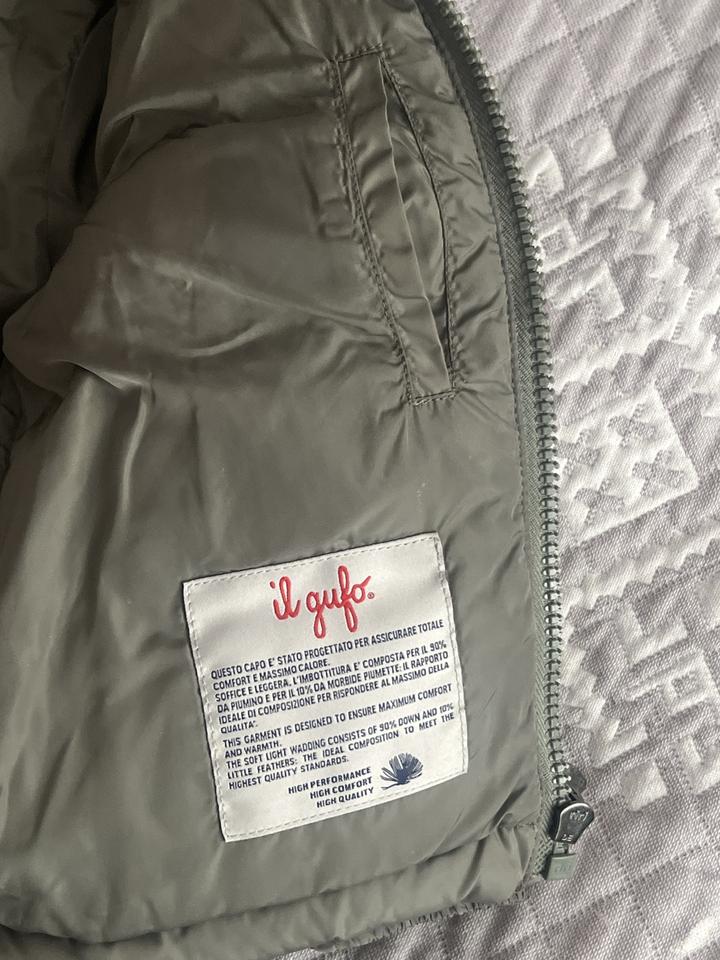 il gufo®
QUESTO CAPO E' STATO PROGETTATO PER ASSICURARE TOTALE
COMFORT E MASSIMO CALORE.
SOFFICE E LEGGERA, L'IMBOTTITURA E' COMPOSTA PER IL 90%
DA PIUMINO E PER IL 10% DA MORBIDE PIUMETTE: IL RAPPORTO
IDEALE DI COMPOSIZIONE PER RISPONDERE AL MASSIMO DELLA
QUALITA'.
THIS GARMENT IS DESIGNED TO ENSURE MAXIMUM COMFORT
AND WARMTH.
THE SOFT LIGHT WADDING CONSISTS OF 90% DOWN AND 10%
LITTLE FEATHERS: THE IDEAL COMPOSITION TO MEET THE
HIGHEST QUALITY STANDARDS.
HIGH PERFORMANCE
HIGH COMFORT
HIGH QUALITY